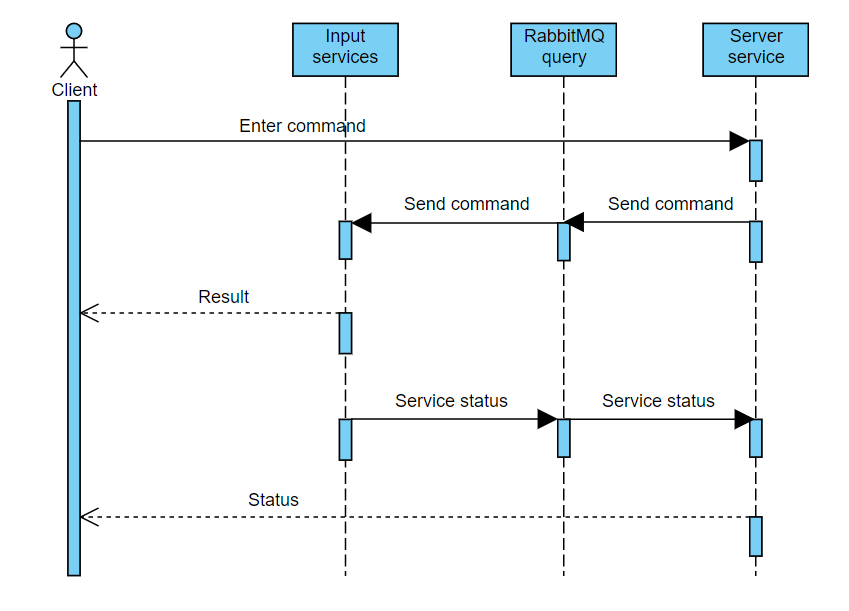 Input
services
RabbitMQ
query
Server
service
Client
Enter command
Send command
Send command
Result
Service status
Service status
Status